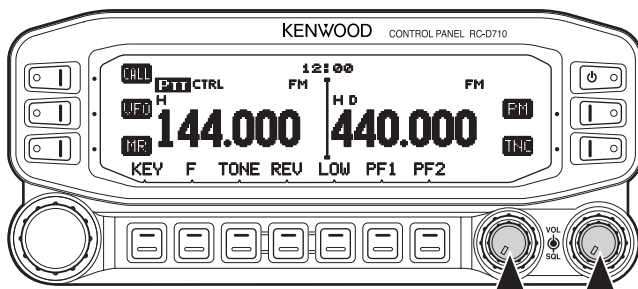 KENWOOD CONTROL PANEL RC-D710
12:00
CALL
PTT CTRL FM FM
H H D
VFO PM
144.000 440.000
MR TNC
KEY F TONE REV LOW PF1 PF2
VOL
SQL